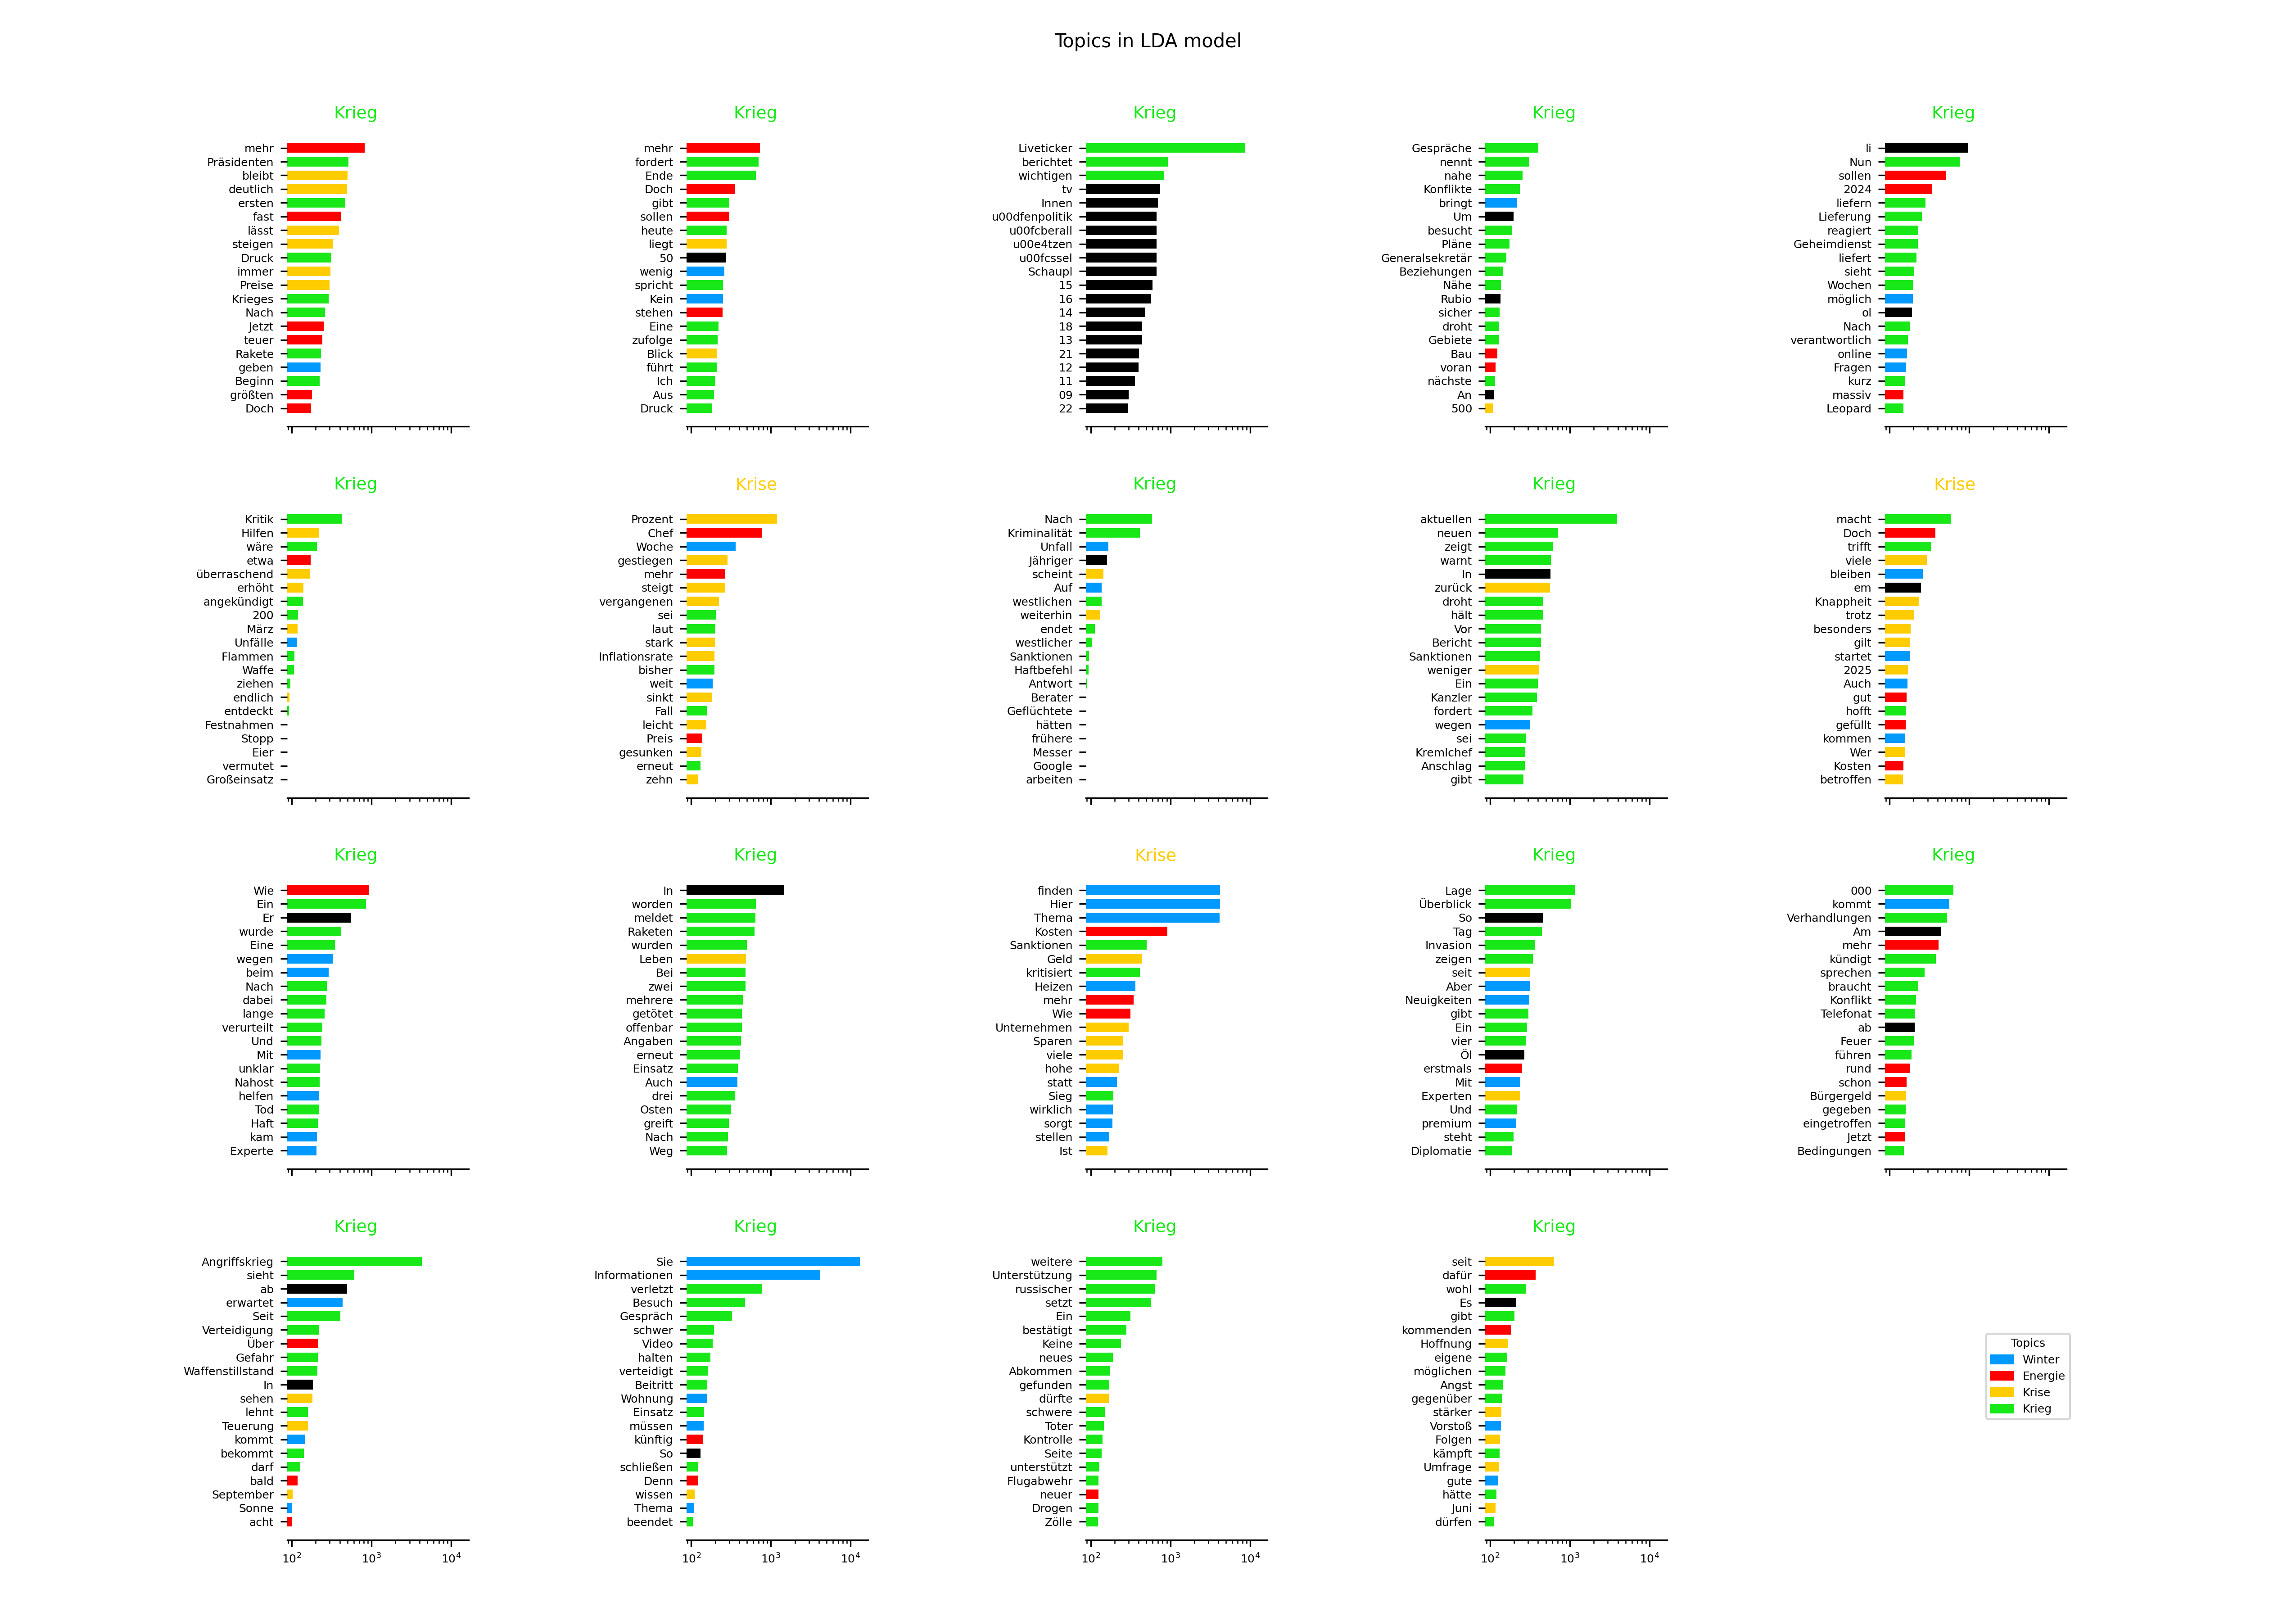 Topics in LDA model
Krieg
mehr
Präsidenten
bleibt
deutlich
ersten
fast
lässt
steigen
Druck
immer
Preise
Krieges
Nach
Jetzt
teuer
Rakete
geben
Beginn
größten
Doch
Krieg
mehr
fordert
Ende
Doch
gibt
sollen
heute
liegt
50
wenig
spricht
Kein
stehen
Eine
zufolge
Blick
führt
Ich
Aus
Druck
Krieg
Liveticker
berichtet
wichtigen
tv
Innen
u00dfenpolitik
u00fcberall
u00e4tzen
u00fcssel
Schaupl
15
16
14
18
13
21
12
11
09
22
Krieg
Gespräche
nennt
nahe
Konflikte
bringt
Um
besucht
Pläne
Generalsekretär
Beziehungen
Nähe
Rubio
sicher
droht
Gebiete
Bau
voran
nächste
An
500
Krieg
li
Nun
sollen
2024
liefern
Lieferung
reagiert
Geheimdienst
liefert
sieht
Wochen
möglich
ol
Nach
verantwortlich
online
Fragen
kurz
massiv
Leopard
Krieg
Kritik
Hilfen
wäre
etwa
überraschend
erhöht
angekündigt
200
März
Unfälle
Flammen
Waffe
ziehen
endlich
entdeckt
Festnahmen
Stopp
Eier
vermutet
Großeinsatz
Krise
Prozent
Chef
Woche
gestiegen
mehr
steigt
vergangenen
sei
laut
stark
Inflationsrate
bisher
weit
sinkt
Fall
leicht
Preis
gesunken
erneut
zehn
Krieg
Nach
Kriminalität
Unfall
Jähriger
scheint
Auf
westlichen
weiterhin
endet
westlicher
Sanktionen
Haftbefehl
Antwort
Berater
Geflüchtete
hätten
frühere
Messer
Google
arbeiten
Krieg
aktuellen
neuen
zeigt
warnt
In
zurück
droht
hält
Vor
Bericht
Sanktionen
weniger
Ein
Kanzler
fordert
wegen
sei
Kremlchef
Anschlag
gibt
Krise
macht
Doch
trifft
viele
bleiben
em
Knappheit
trotz
besonders
gilt
startet
2025
Auch
gut
hofft
gefüllt
kommen
Wer
Kosten
betroffen
Krieg
Wie
Ein
Er
wurde
Eine
wegen
beim
Nach
dabei
lange
verurteilt
Und
Mit
unklar
Nahost
helfen
Tod
Haft
kam
Experte
Krieg
In
worden
meldet
Raketen
wurden
Leben
Bei
zwei
mehrere
getötet
offenbar
Angaben
erneut
Einsatz
Auch
drei
Osten
greift
Nach
Weg
Krise
finden
Hier
Thema
Kosten
Sanktionen
Geld
kritisiert
Heizen
mehr
Wie
Unternehmen
Sparen
viele
hohe
statt
Sieg
wirklich
sorgt
stellen
Ist
Krieg
Lage
Überblick
So
Tag
Invasion
zeigen
seit
Aber
Neuigkeiten
gibt
Ein
vier
Öl
erstmals
Mit
Experten
Und
premium
steht
Diplomatie
Krieg
000
kommt
Verhandlungen
Am
mehr
kündigt
sprechen
braucht
Konflikt
Telefonat
ab
Feuer
führen
rund
schon
Bürgergeld
gegeben
eingetroffen
Jetzt
Bedingungen
Krieg
Angriffskrieg
sieht
ab
erwartet
Seit
Verteidigung
Über
Gefahr
Waffenstillstand
In
sehen
lehnt
Teuerung
kommt
bekommt
darf
bald
September
Sonne
acht
10² 10³ 10⁴
Krieg
Sie
Informationen
verletzt
Besuch
Gespräch
schwer
Video
halten
verteidigt
Beitritt
Wohnung
Einsatz
müssen
künftig
So
schließen
Denn
wissen
Thema
beendet
10² 10³ 10⁴
Krieg
weitere
Unterstützung
russischer
setzt
Ein
bestätigt
Keine
neues
Abkommen
gefunden
dürfte
schwere
Toter
Kontrolle
Seite
unterstützt
Flugabwehr
neuer
Drogen
Zölle
10² 10³ 10⁴
Krieg
seit
dafür
wohl
Es
gibt
kommenden
Hoffnung
eigene
möglichen
Angst
gegenüber
stärker
Vorstoß
Folgen
kämpft
Umfrage
gute
hätte
Juni
dürfen
10² 10³ 10⁴
Topics
Winter
Energie
Krise
Krieg